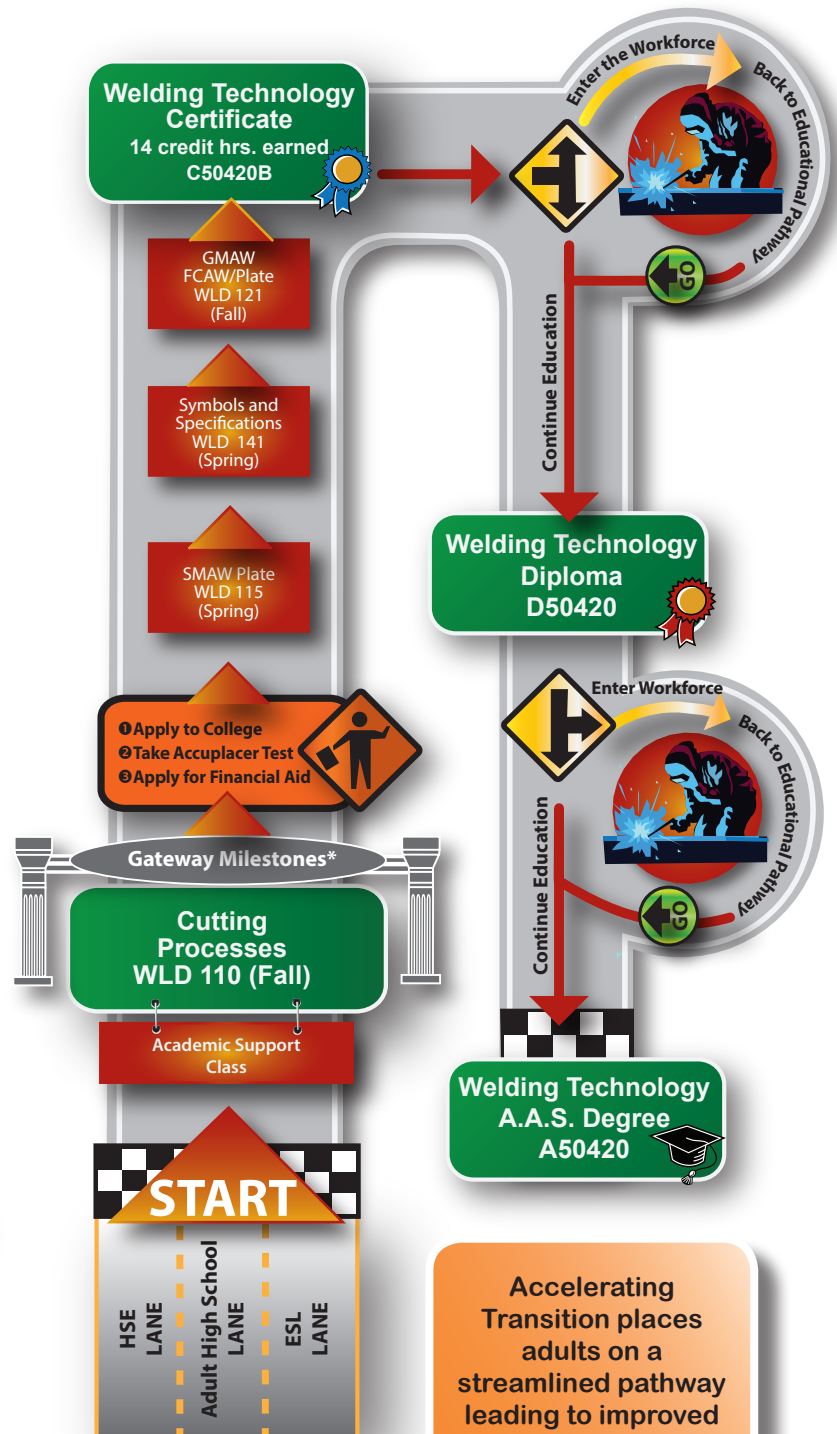 Welding Technology
Certificate
14 credit hrs. earned
C50420B
Enter the Workforce
Back to Educational Pathway
GO
GMAW
FCAW/Plate
WLD 121
(Fall)
Symbols and
Specifications
WLD 141
(Spring)
SMAW Plate
WLD 115
(Spring)
❶Apply to College
❷Take Accuplacer Test
❸Apply for Financial Aid
Gateway Milestones*
Cutting
Processes
WLD 110 (Fall)
Academic Support
Class
START
HSE
LANE
Adult High School
LANE
ESL
LANE
Continue Education
Welding Technology
Diploma
D50420
Enter Workforce
Back to Educational Pathway
GO
Continue Education
Welding Technology
A.A.S. Degree
A50420
Accelerating
Transition places
adults on a
streamlined pathway
leading to improved